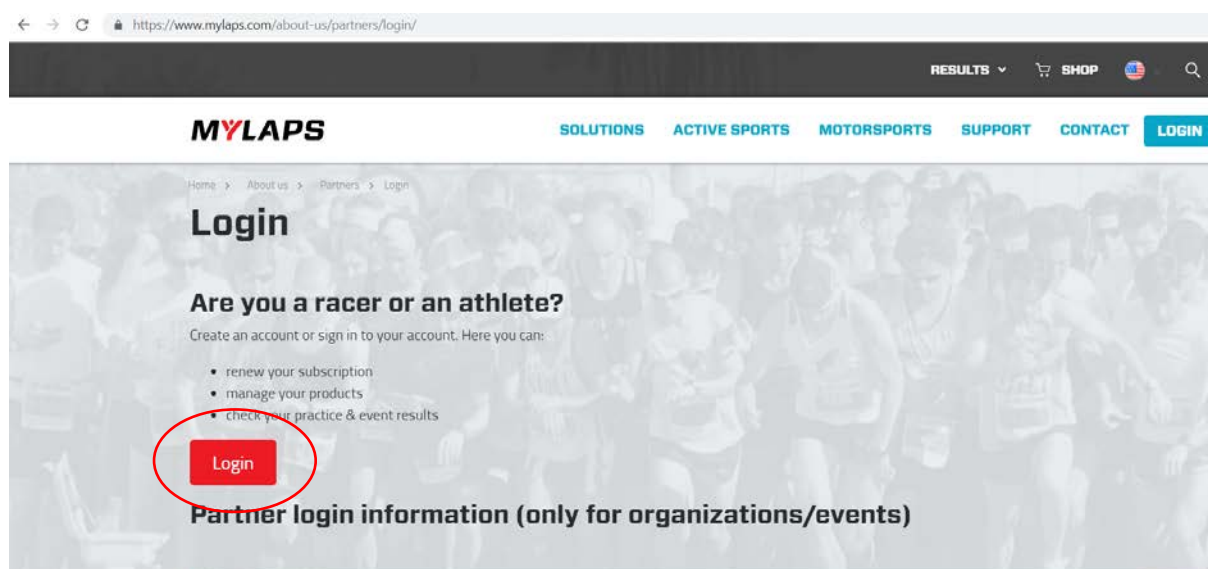 https://www.mylaps.com/about-us/partners/login/
RESULTS SHOP
MYLAPS SOLUTIONS ACTIVE SPORTS MOTORSPORTS SUPPORT CONTACT LOGIN
Home > About us > Partners > Login
Login
Are you a racer or an athlete?
Create an account or sign in to your account. Here you can:
• renew your subscription
• manage your products
• check your practice & event results
Login
Partner login information (only for organizations/events)